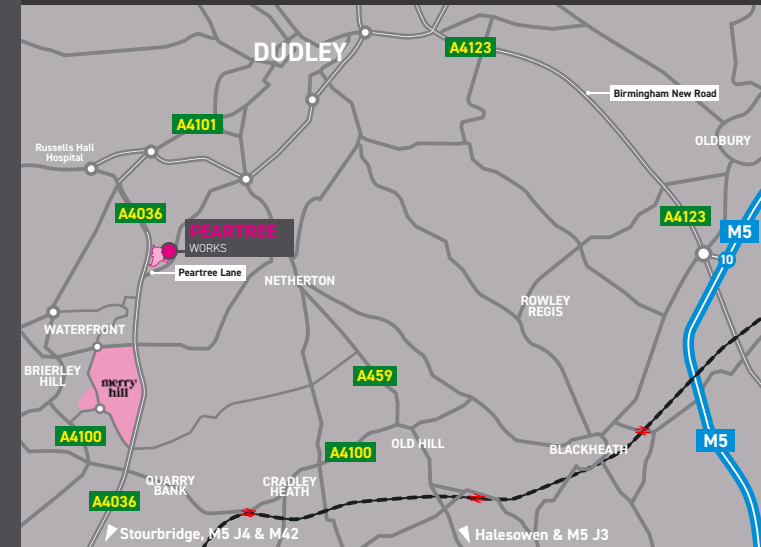 DUDLEY
A4123
Birmingham New Road
A4101
OLDBURY
Russells Hall
Hospital
A4036
A4123
PEARTREE
WORKS
M5
10
Peartree Lane
NETHERTON
ROWLEY
REGIS
WATERFRONT
BRIERLEY
HILL
merry
hill
A459
A4100
OLD HILL
A4100
BLACKHEATH
M5
QUARRY
BANK
CRADLEY
HEATH
A4036
Stourbridge, M5 J4 & M42
Halesowen & M5 J3